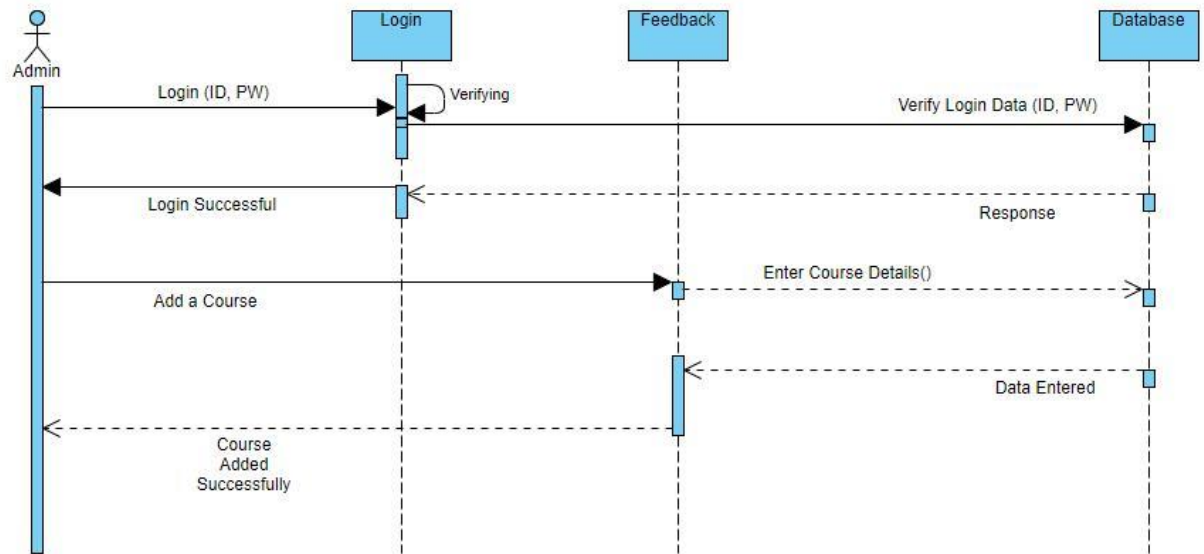 Login
Feedback
Database
Admin
Login (ID, PW)
Verifying
Verify Login Data (ID, PW)
Login Successful
Response
Enter Course Details()
Add a Course
Data Entered
Course
Added
Successfully